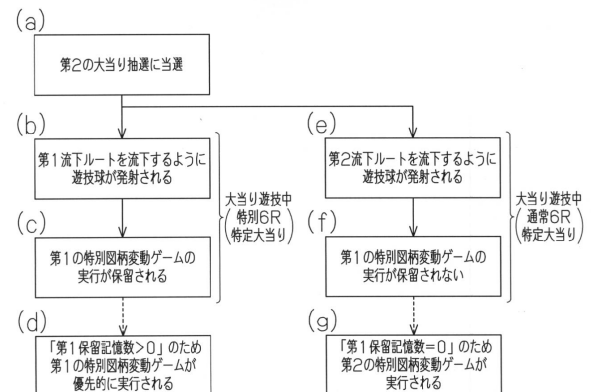 (a)
第2の大当り抽選に当選
(b)
第1流下ルートを流下するように
遊技球が発射される
(c)
第1の特別図柄変動ゲームの
実行が保留される
大当り遊技中
(特別6R
特定大当り)
(d)
「第1保留記憶数>0」のため
第1の特別図柄変動ゲームが
優先的に実行される
(e)
第2流下ルートを流下するように
遊技球が発射される
(f)
第1の特別図柄変動ゲームの
実行が保留されない
大当り遊技中
(通常6R
特定大当り)
(g)
「第1保留記憶数=0」のため
第2の特別図柄変動ゲームが
実行される